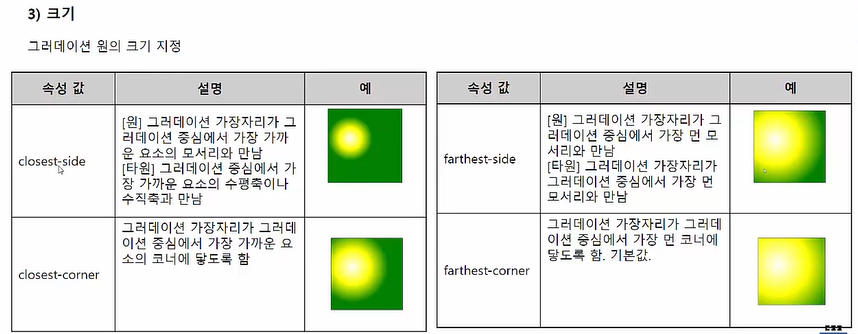 3) 크기
그러데이션 원의 크기 지정
속성 값 설명 예
closest-side
[원] 그러데이션 가장자리가 그
러데이션 중심에서 가장 가까
운 요소의 모서리와 만남
[타원] 그러데이션 중심에서 가
장 가까운 요소의 수평축이나
수직축과 만남
closest-corner
그러데이션 가장자리가 그러데
이션 중심에서 가장 가까운 요
소의 코너에 닿도록 함
속성 값 설명 예
farthest-side
[원] 그러데이션 가장자리가 그
러데이션 중심에서 가장 먼 모
서리와 만남
[타원] 그러데이션 가장자리가
그러데이션 중심에서 가장 먼
모서리와 만남
farthest-corner
그러데이션 가장자리가 그러데
이션 중심에서 가장 먼 코너에
닿도록 함. 기본값.